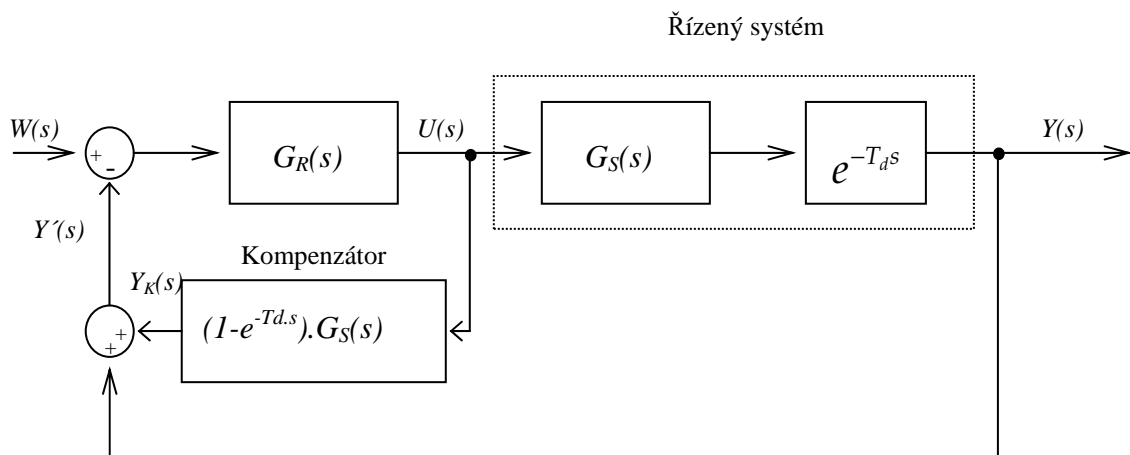 Řízený systém
W(s)
+
-
G_R(s)
U(s)
G_S(s)
e^{-T_d s}
Y(s)
Y´(s)
Kompenzátor
Y_K(s)
(1-e^{-Td.s}).G_S(s)
+
+